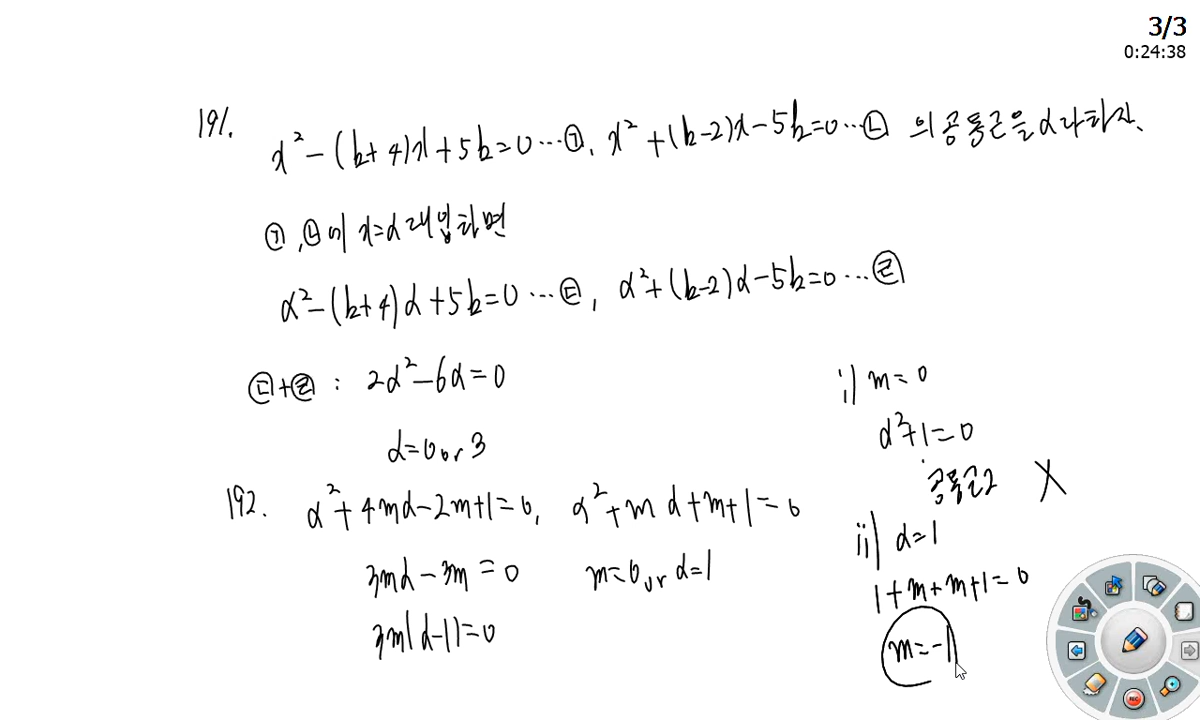 3/3
0:24:38
191. x²-(k+4)x+5k=0 … ㉠, x²+(k-2)x-5k=0 … ㉡ 의 공통근을 α라하자.
㉠, ㉡에 x=α 대입하면
α²-(k+4)α+5k=0 … ㉢, α²+(k-2)α-5k=0 … ㉣
㉢+㉣ : 2α²-6α=0
α=0 or 3
192. α²+4mα-2m+1=0, α²+mα+m+1=0
3mα-3m=0 m=0 or α=1
3m(α-1)=0
i) m=0
α²+1=0
공통근2 X
ii) α=1
1+m+m+1=0
m=-1
REC